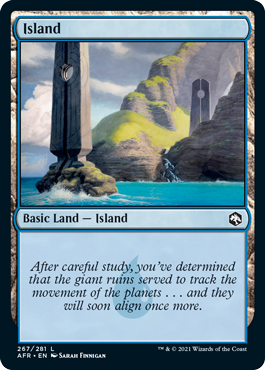 Island
Basic Land — Island
After careful study, you've determined
that the giant ruins served to track the
movement of the planets . . . and they
will soon align once more.
267/281 L
AFR • EN SARAH FINNIGAN
™ & © 2021 Wizards of the Coast